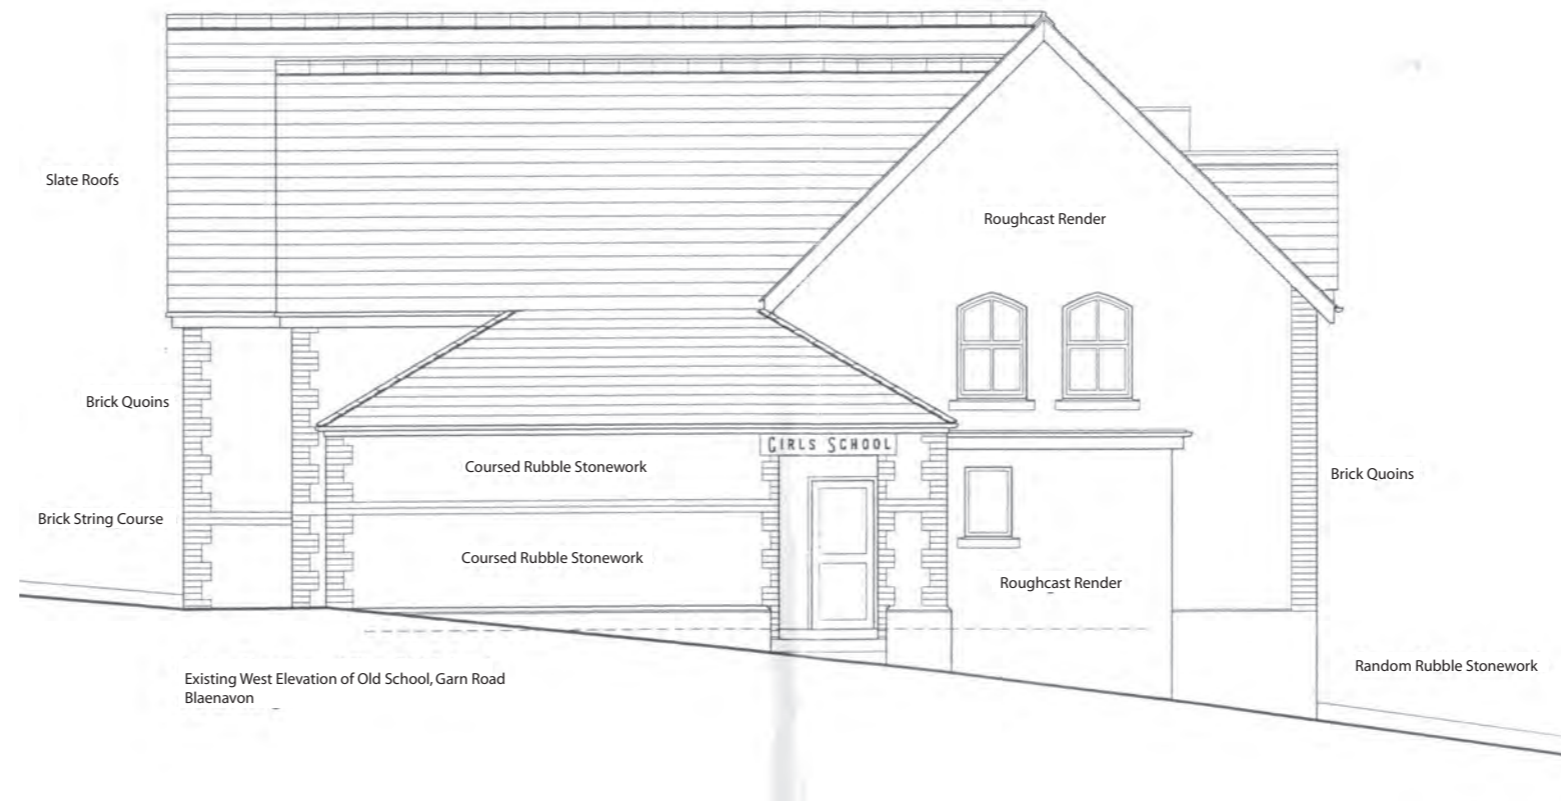 Slate Roofs
Roughcast Render
Brick Quoins
GIRLS SCHOOL
Coursed Rubble Stonework
Brick Quoins
Brick String Course
Coursed Rubble Stonework
Roughcast Render
Random Rubble Stonework
Existing West Elevation of Old School, Garn Road
Blaenavon